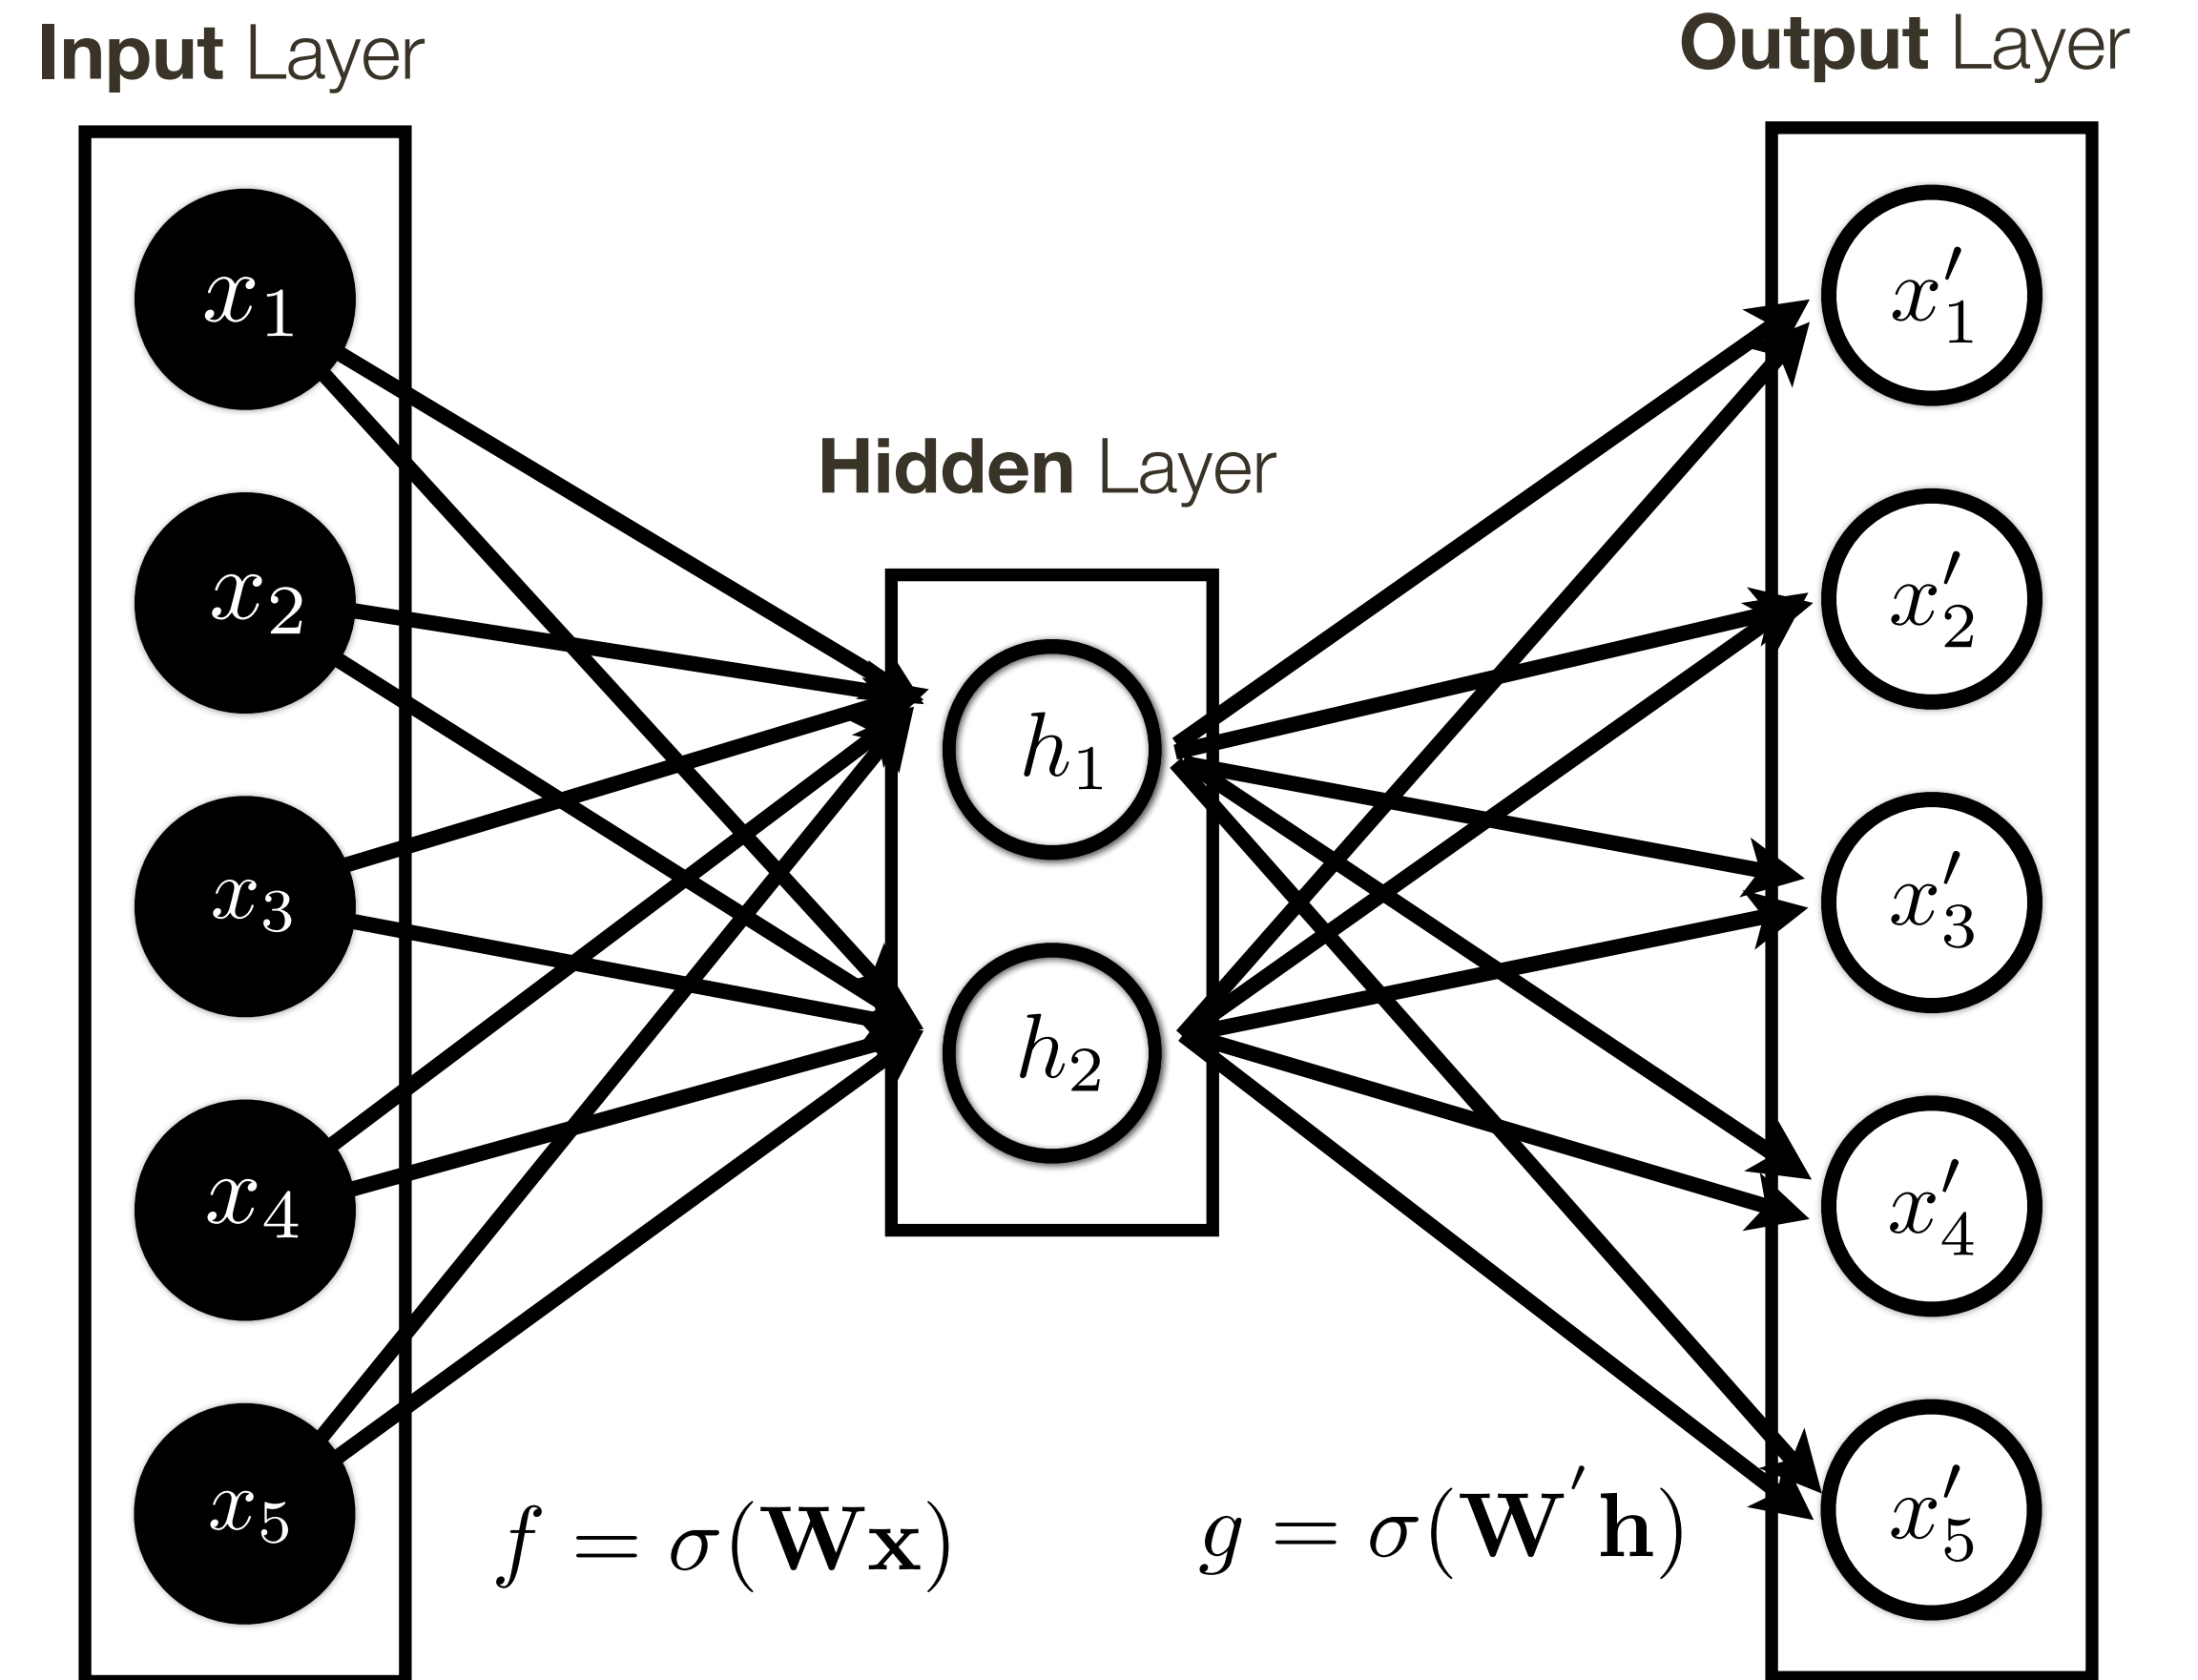 Input Layer
Output Layer
Hidden Layer
x₁
x₂
x₃
x₄
x₅
h₁
h₂
x′₁
x′₂
x′₃
x′₄
x′₅
f = σ(Wx)
g = σ(W′h)